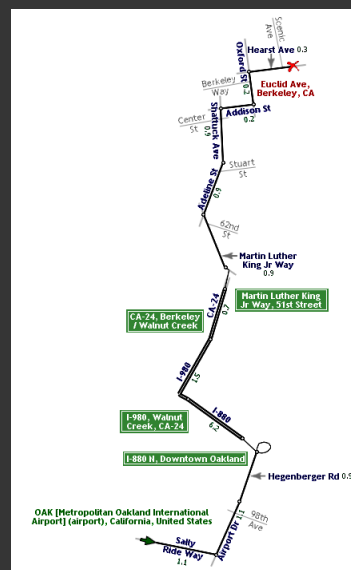 Scenic
Ave
Hearst Ave 0.3
Oxford St
0.2
Euclid Ave,
Berkeley, CA
Berkeley
Way
Addison St
0.2
Center
St
Shattuck Ave
0.9
Stuart
St
Adeline St
0.9
62nd
St
Martin Luther
King Jr Way
0.9
Martin Luther King
Jr Way, 51st Street
CA-24
0.7
CA-24, Berkeley
/ Walnut Creek
I-980
1.5
I-980, Walnut
Creek, CA-24
I-880
6.2
I-880 N, Downtown Oakland
Hegenberger Rd 0.9
98th
Ave
Airport Dr 1.1
OAK [Metropolitan Oakland International
Airport] (airport), California, United States
Sally
Ride Way
1.1